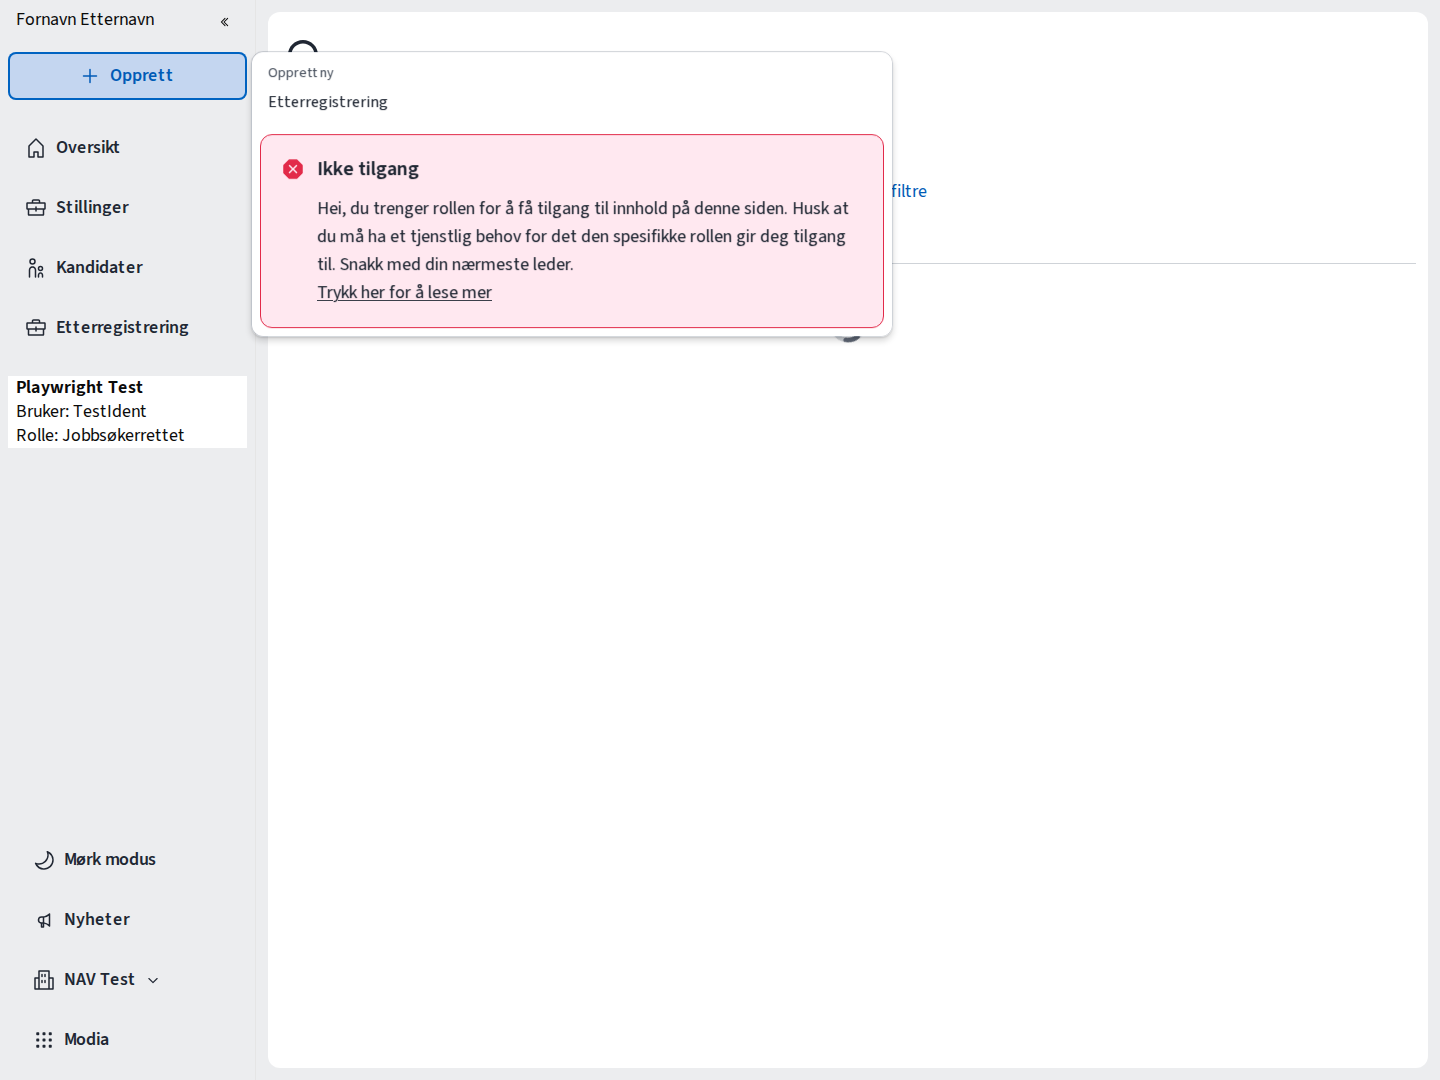 Fornavn Etternavn
Opprett
Oversikt
Stillinger
Kandidater
Etterregistrering
Playwright Test
Bruker: TestIdent
Rolle: Jobbsøkerrettet
Mørk modus
Nyheter
NAV Test
Modia
Opprett ny
Etterregistrering
Ikke tilgang
Hei, du trenger rollen for å få tilgang til innhold på denne siden. Husk at
du må ha et tjenstlig behov for det den spesifikke rollen gir deg tilgang
til. Snakk med din nærmeste leder.
Trykk her for å lese mer
filtre